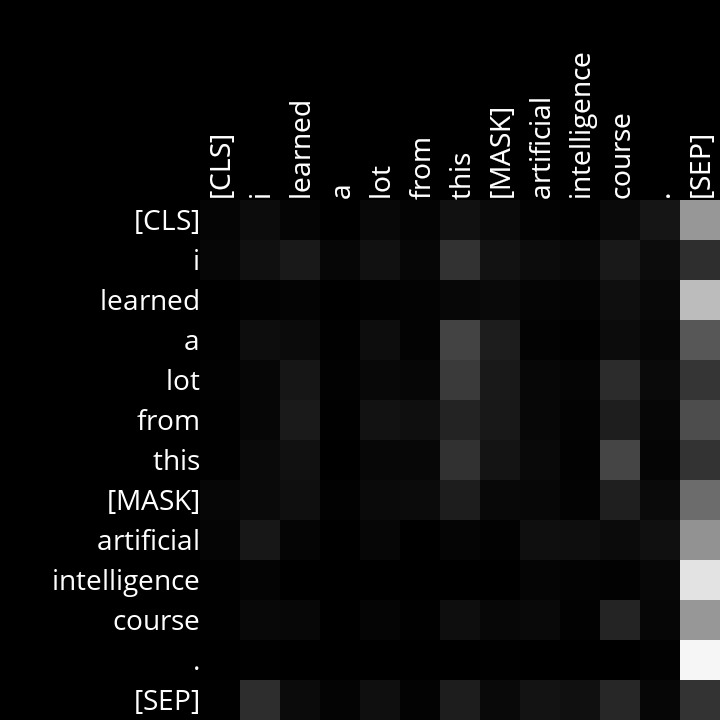 [CLS] i learned a lot from this [MASK] artificial intelligence course . [SEP]
[CLS]
i
learned
a
lot
from
this
[MASK]
artificial
intelligence
course
.
[SEP]